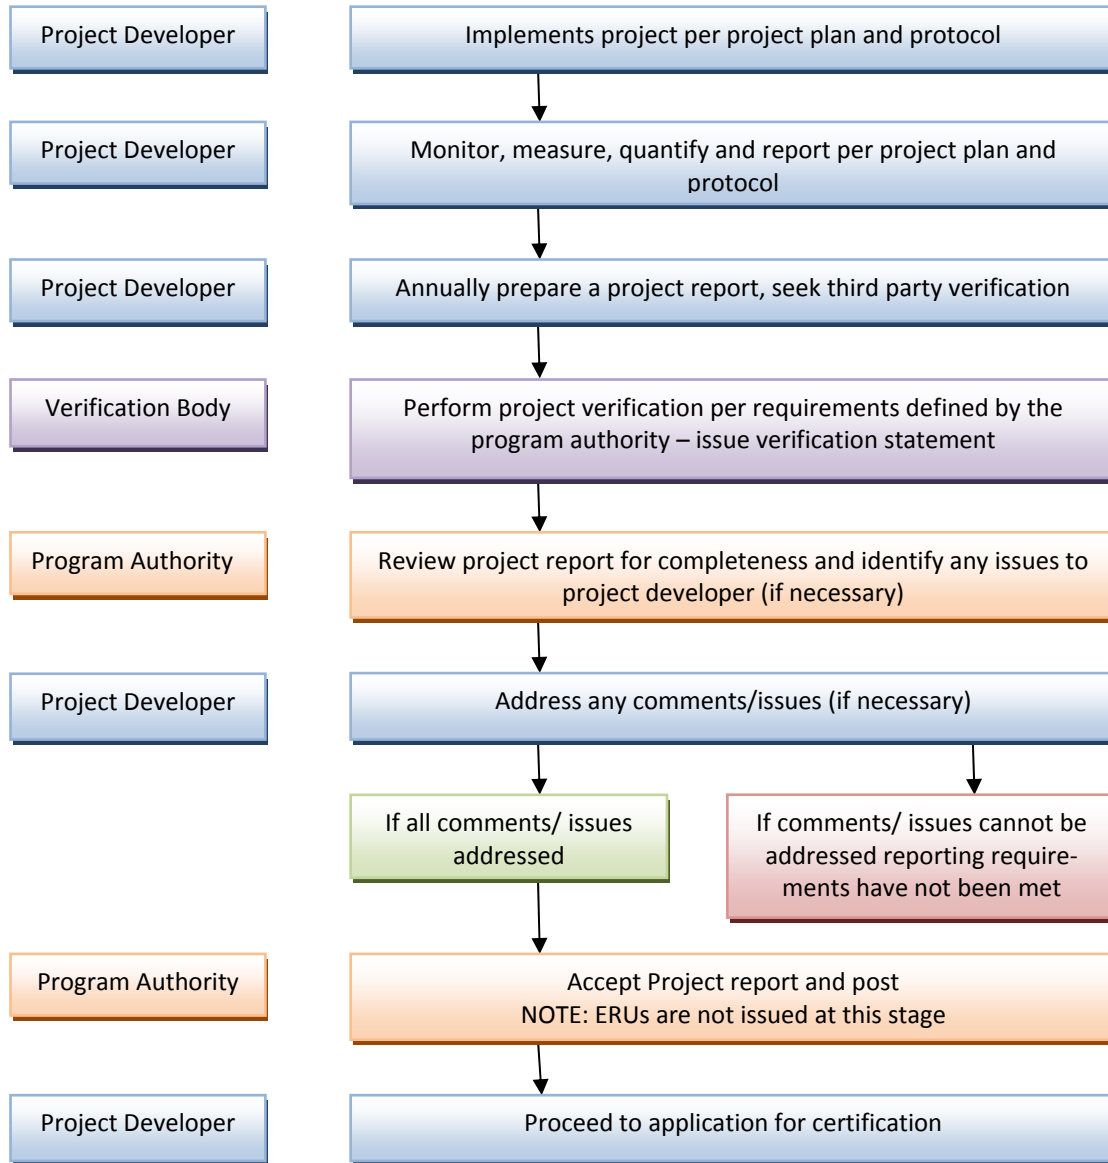 Project Developer
Implements project per project plan and protocol
Project Developer
Monitor, measure, quantify and report per project plan and
protocol
Project Developer
Annually prepare a project report, seek third party verification
Verification Body
Perform project verification per requirements defined by the
program authority – issue verification statement
Program Authority
Review project report for completeness and identify any issues to
project developer (if necessary)
Project Developer
Address any comments/issues (if necessary)
If all comments/ issues
addressed
If comments/ issues cannot be
addressed reporting require-
ments have not been met
Program Authority
Accept Project report and post
NOTE: ERUs are not issued at this stage
Project Developer
Proceed to application for certification